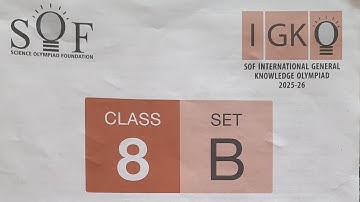 SOF
SCIENCE OLYMPIAD FOUNDATION
IGKO
SOF INTERNATIONAL GENERAL
KNOWLEDGE OLYMPIAD
2025-26
CLASS
8
SET
B